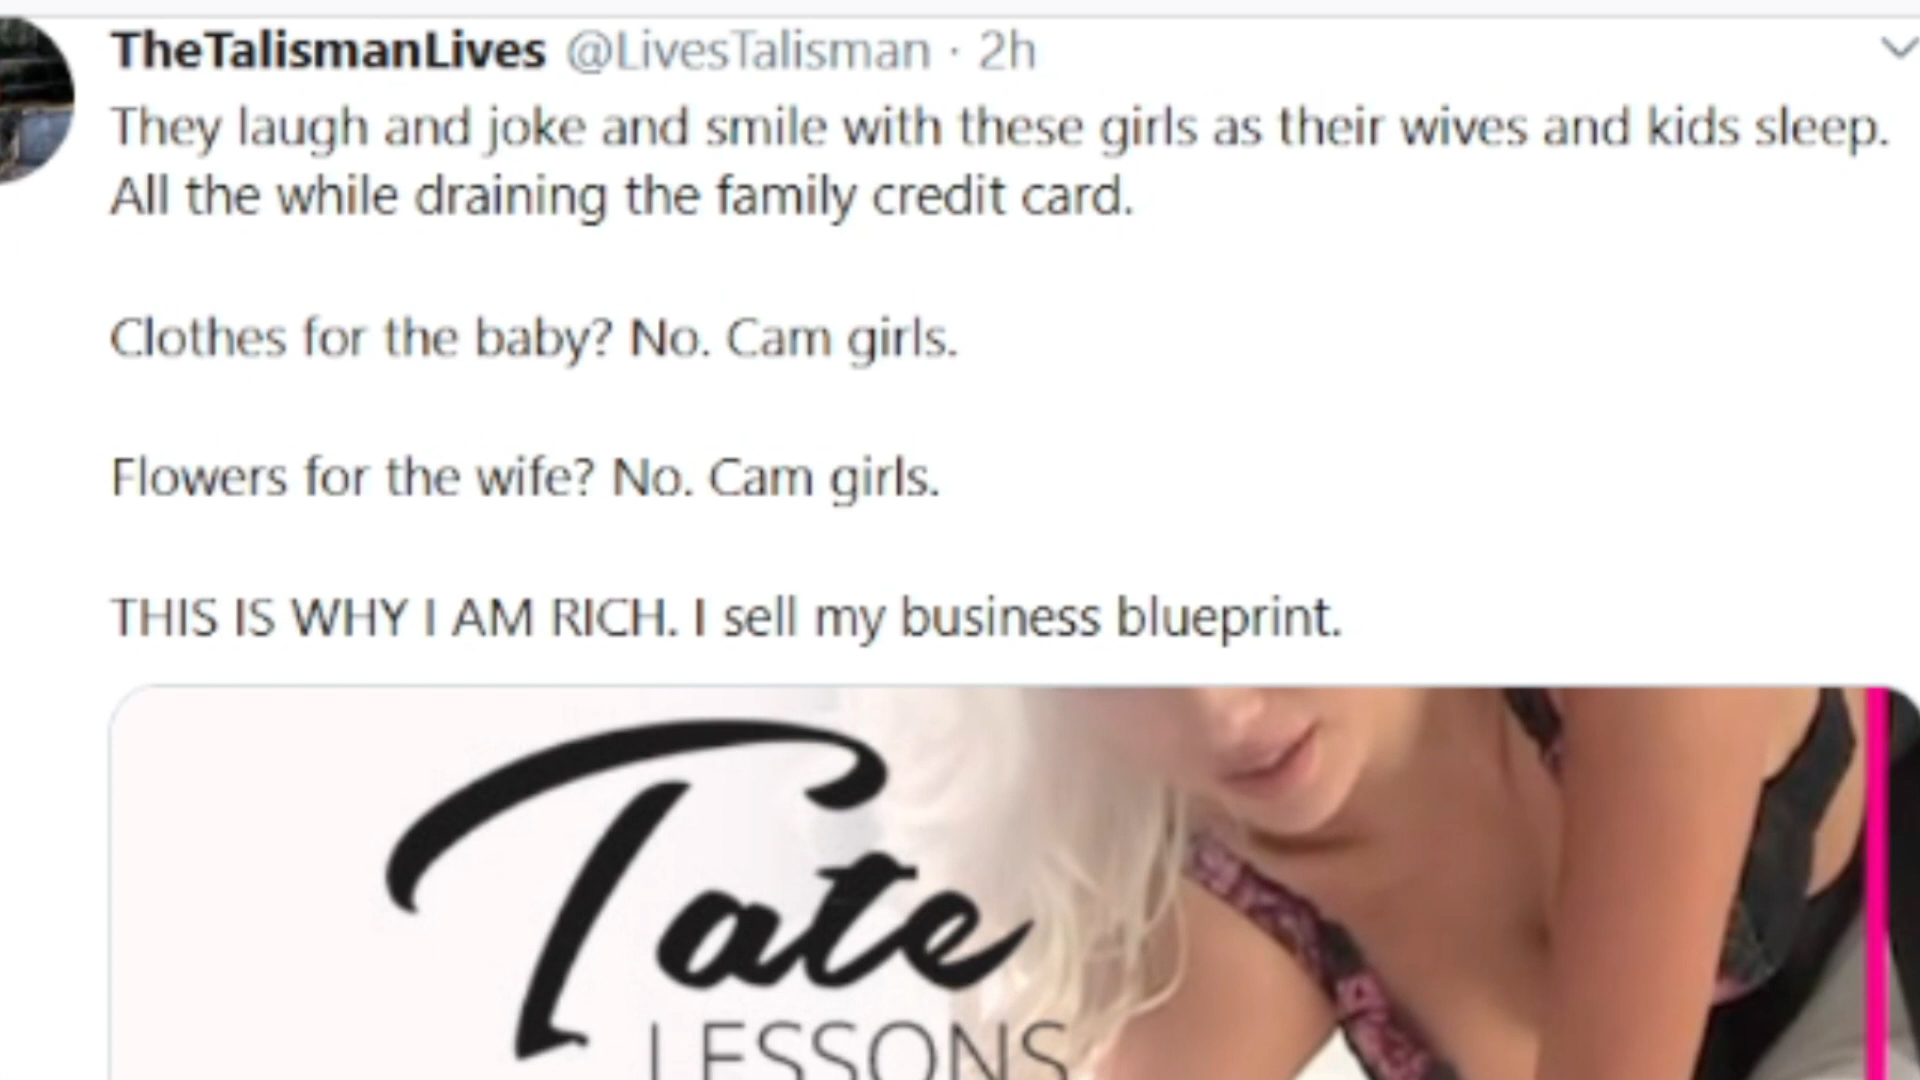 TheTalismanLives @LivesTalisman · 2h
They laugh and joke and smile with these girls as their wives and kids sleep.
All the while draining the family credit card.
Clothes for the baby? No. Cam girls.
Flowers for the wife? No. Cam girls.
THIS IS WHY I AM RICH. I sell my business blueprint.
Tate
LESSONS